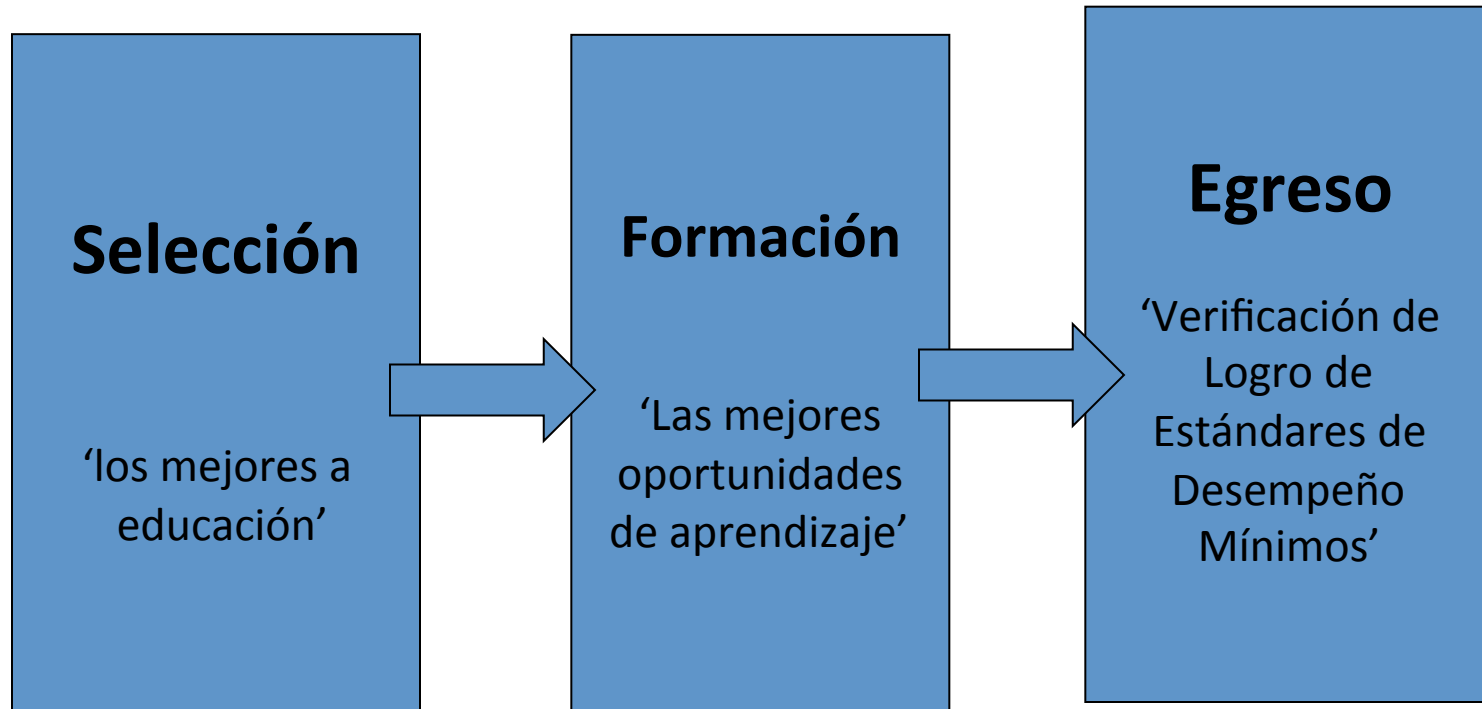 Selección
‘los mejores a
educación’
Formación
‘Las mejores
oportunidades
de aprendizaje’
Egreso
‘Verificación de
Logro de
Estándares de
Desempeño
Mínimos’